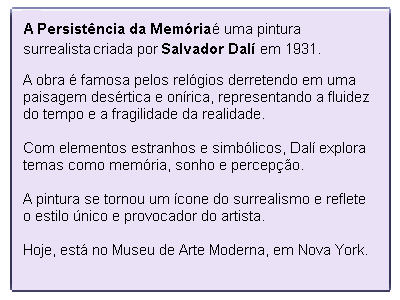 A Persistência da Memória é uma pintura
surrealista criada por Salvador Dalí em 1931.
A obra é famosa pelos relógios derretendo em uma
paisagem desértica e onírica, representando a fluidez
do tempo e a fragilidade da realidade.
Com elementos estranhos e simbólicos, Dalí explora
temas como memória, sonho e percepção.
A pintura se tornou um ícone do surrealismo e reflete
o estilo único e provocador do artista.
Hoje, está no Museu de Arte Moderna, em Nova York.